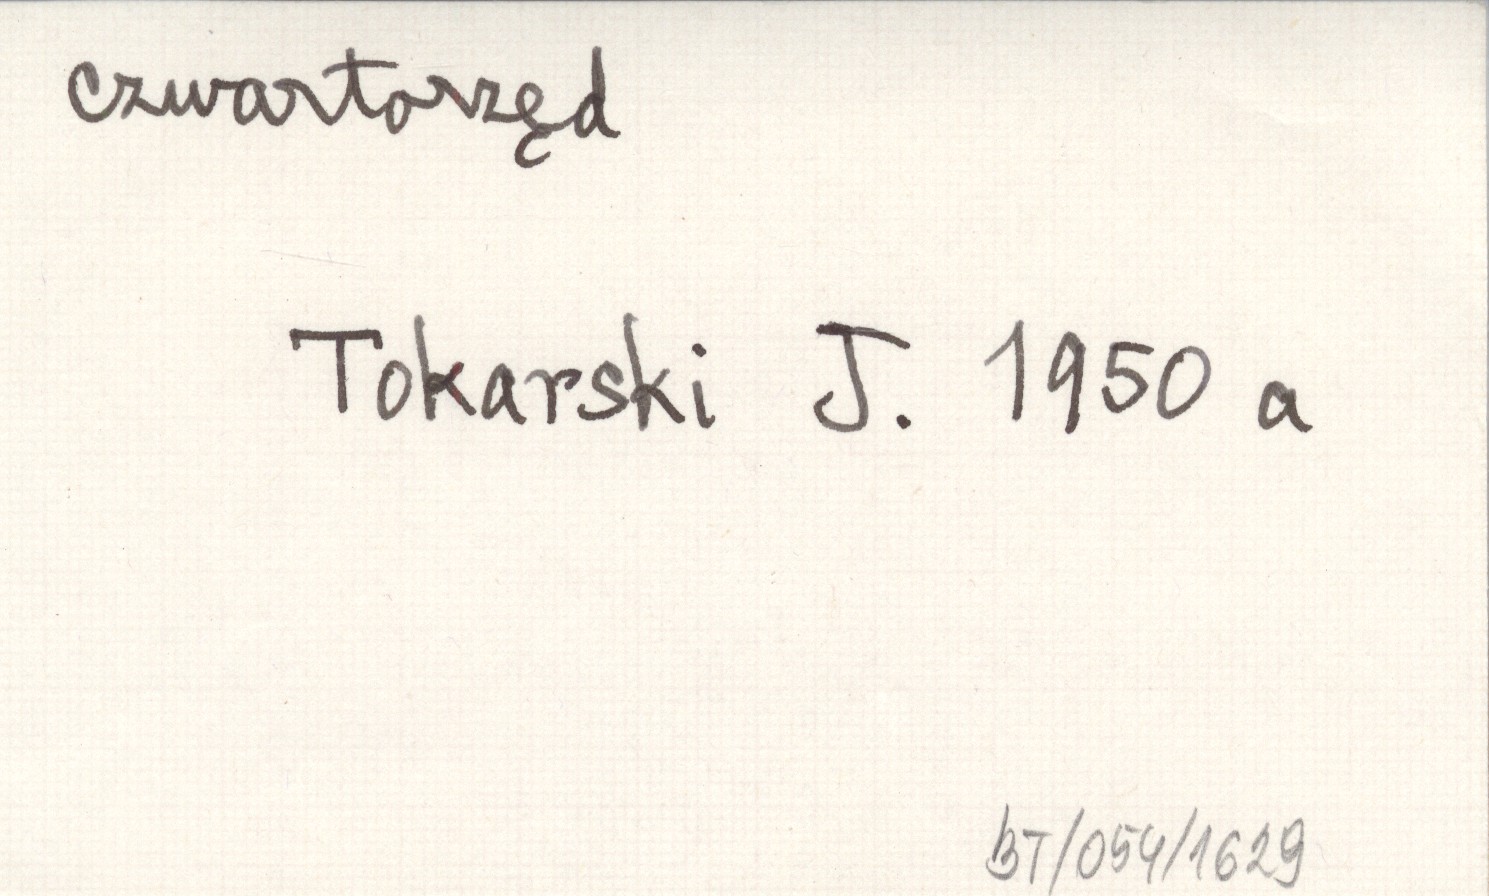 czwartorzęd
Tokarski J. 1950 a
BT/054/1629